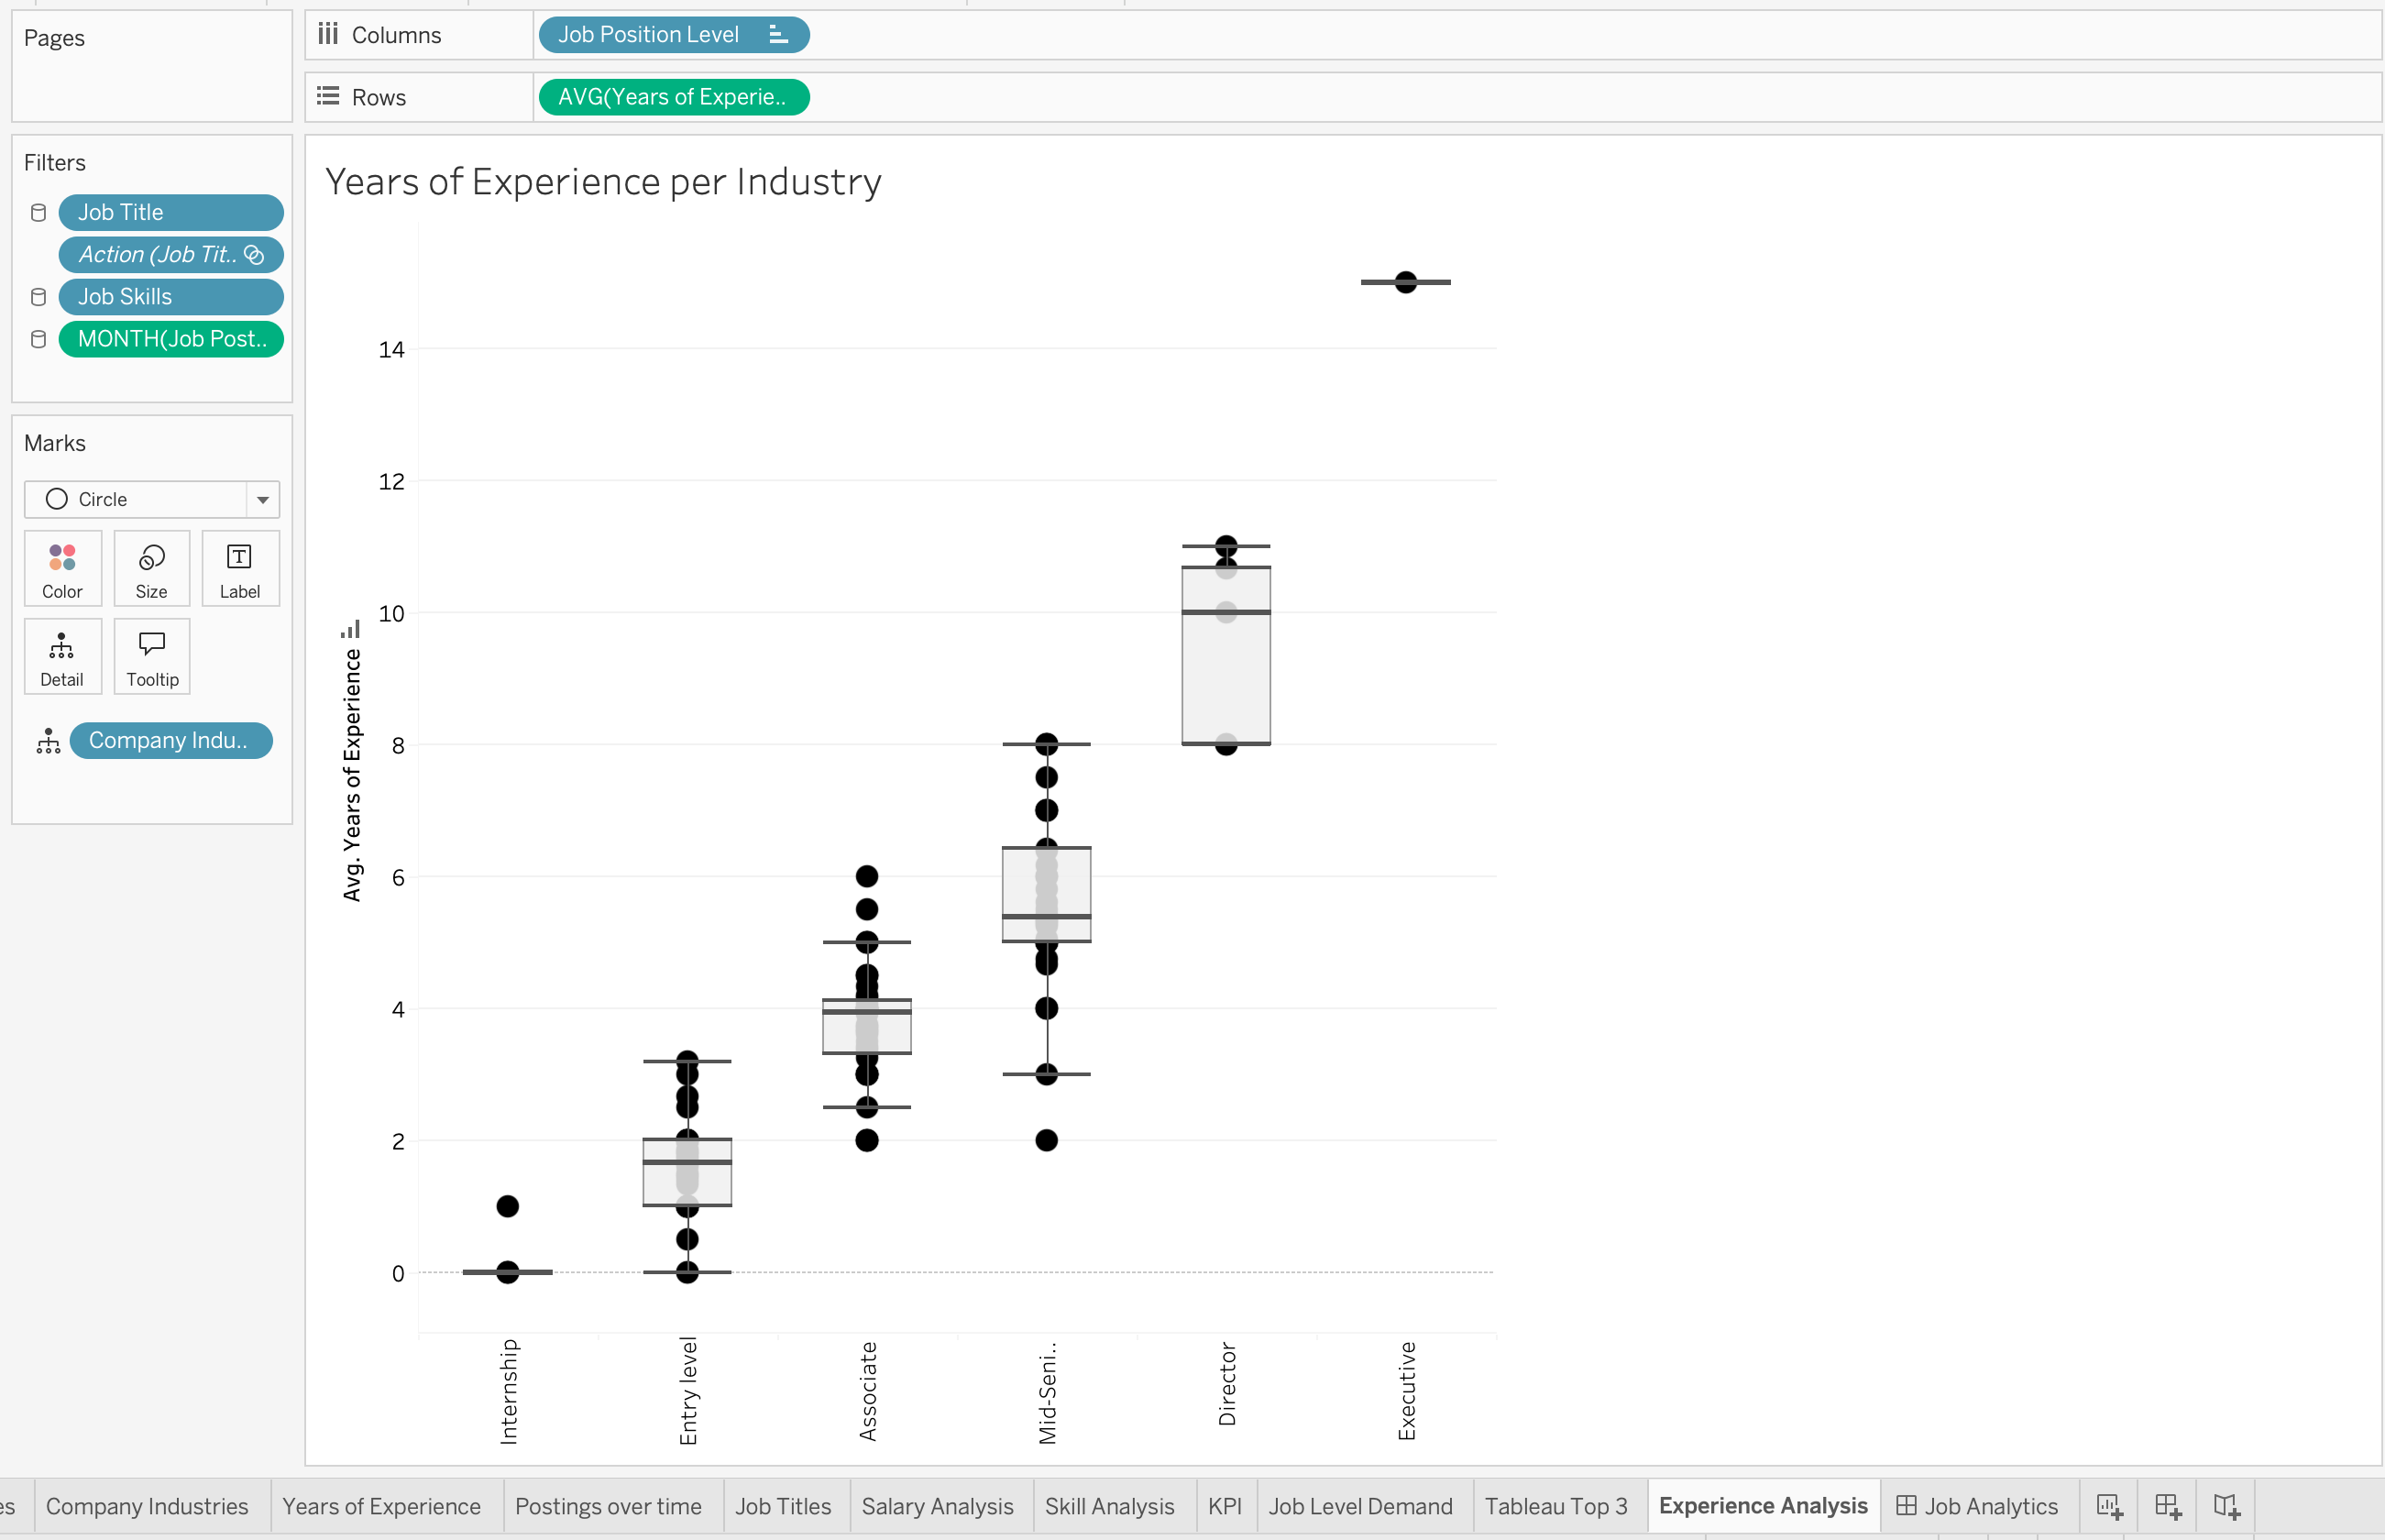 Pages
Columns
Job Position Level
Rows
AVG(Years of Experie..
Filters
Job Title
Action (Job Tit..
Job Skills
MONTH(Job Post..
Marks
Circle
Color
Size
T
Label
Detail
Tooltip
Company Indu..
Years of Experience per Industry
Avg. Years of Experience
14
12
10
8
6
4
2
0
Internship
Entry level
Associate
Mid-Seni..
Director
Executive
es
Company Industries
Years of Experience
Postings over time
Job Titles
Salary Analysis
Skill Analysis
KPI
Job Level Demand
Tableau Top 3
Experience Analysis
Job Analytics